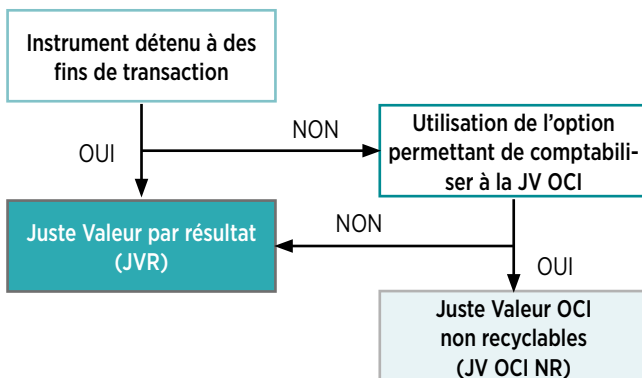 Instrument détenu à des
fins de transaction
NON
OUI
Utilisation de l'option
permettant de comptabili-
ser à la JV OCI
Juste Valeur par résultat
(JVR)
NON
OUI
Juste Valeur OCI
non recyclables
(JV OCI NR)